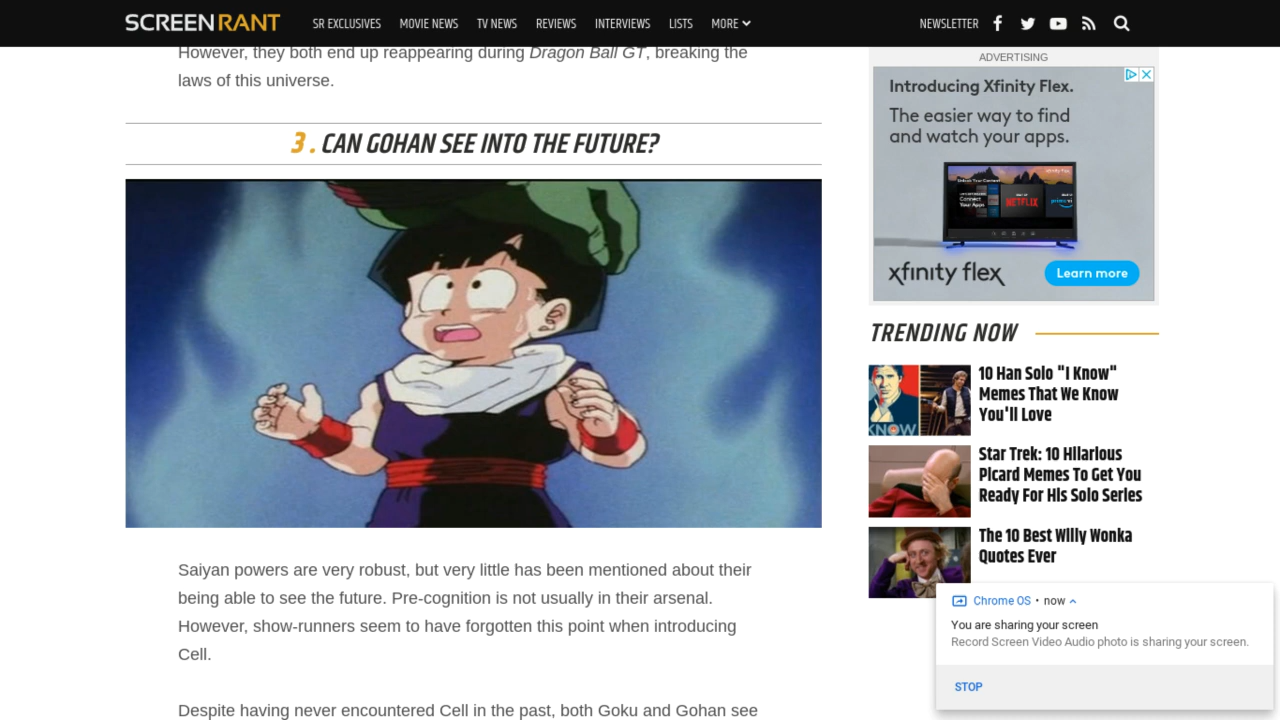 SCREEN RANT
SR EXCLUSIVES
MOVIE NEWS
TV NEWS
REVIEWS
INTERVIEWS
LISTS
MORE
NEWSLETTER
However, they both end up reappearing during Dragon Ball GT, breaking the
laws of this universe.
3 . CAN GOHAN SEE INTO THE FUTURE?
Saiyan powers are very robust, but very little has been mentioned about their
being able to see the future. Pre-cognition is not usually in their arsenal.
However, show-runners seem to have forgotten this point when introducing
Cell.
Despite having never encountered Cell in the past, both Goku and Gohan see
ADVERTISING
Introducing Xfinity Flex.
The easier way to find
and watch your apps.
NETFLIX
xfinity flex
Learn more
TRENDING NOW
KNOW
10 Han Solo "I Know"
Memes That We Know
You'll Love
Star Trek: 10 Hilarious
Picard Memes To Get You
Ready For His Solo Series
The 10 Best Willy Wonka
Quotes Ever
Chrome OS • now
You are sharing your screen
Record Screen Video Audio photo is sharing your screen.
STOP